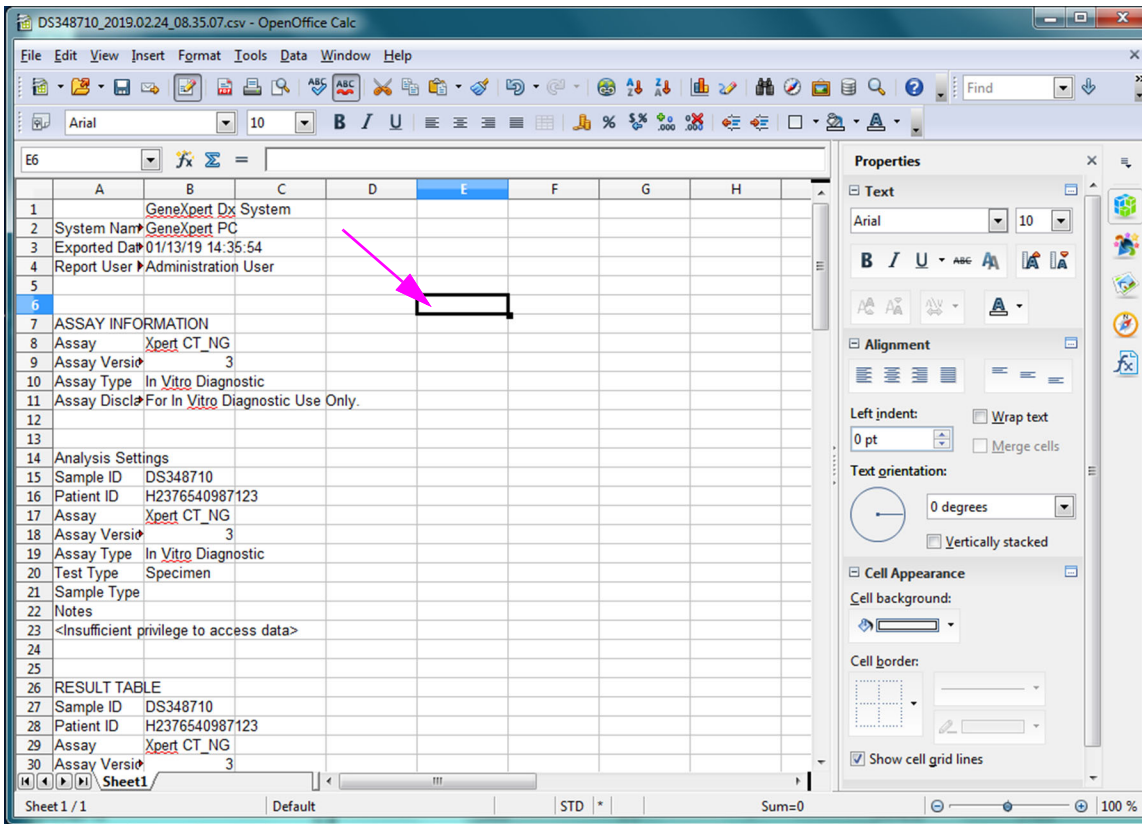 DS348710_2019.02.24_08.35.07.csv - OpenOffice Calc
File Edit View Insert Format Tools Data Window Help
Find
Arial 10
E6
A B C D E F G H
1 GeneXpert Dx System
2 System Nam GeneXpert PC
3 Exported Dat 01/13/19 14:35:54
4 Report User Administration User
5
6
7 ASSAY INFORMATION
8 Assay Xpert CT_NG
9 Assay Versio 3
10 Assay Type In Vitro Diagnostic
11 Assay Discla For In Vitro Diagnostic Use Only.
12
13
14 Analysis Settings
15 Sample ID DS348710
16 Patient ID H2376540987123
17 Assay Xpert CT_NG
18 Assay Versio 3
19 Assay Type In Vitro Diagnostic
20 Test Type Specimen
21 Sample Type
22 Notes
23 <Insufficient privilege to access data>
24
25
26 RESULT TABLE
27 Sample ID DS348710
28 Patient ID H2376540987123
29 Assay Xpert CT_NG
30 Assay Versio 3
Sheet1
Sheet 1 / 1 Default STD * Sum=0 100 %
Properties
Text
Arial 10
Alignment
Left indent:
Wrap text
0 pt
Merge cells
Text orientation:
0 degrees
Vertically stacked
Cell Appearance
Cell background:
Cell border:
Show cell grid lines